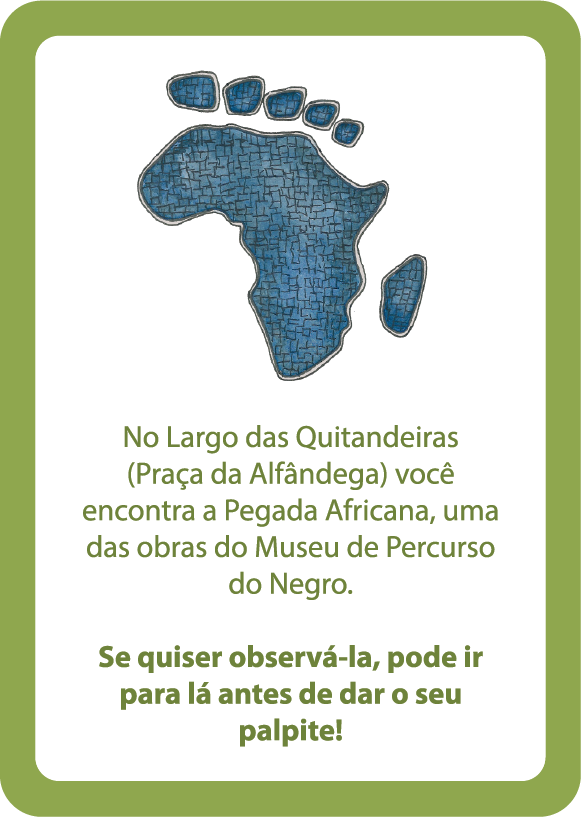 No Largo das Quitandeiras
(Praça da Alfândega) você
encontra a Pegada Africana, uma
das obras do Museu de Percurso
do Negro.
Se quiser observá-la, pode ir
para lá antes de dar o seu
palpite!